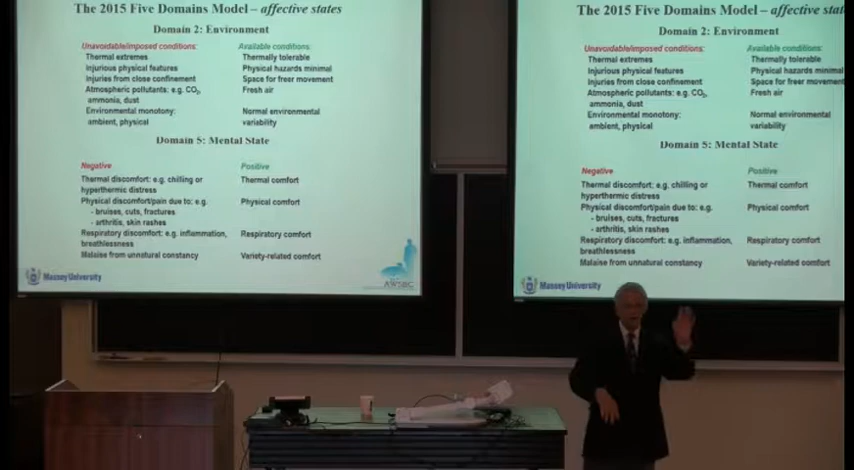 The 2015 Five Domains Model – affective states
Domain 2: Environment
Unavoidable/imposed conditions: Available conditions:
Thermal extremes Thermally tolerable
Injurious physical features Physical hazards minimal
Injuries from close confinement Space for freer movement
Atmospheric pollutants: e.g. CO₂, Fresh air
ammonia, dust
Environmental monotony: Normal environmental
ambient, physical variability
Domain 5: Mental State
Negative Positive
Thermal discomfort: e.g. chilling or Thermal comfort
hyperthermic distress
Physical discomfort/pain due to: e.g. Physical comfort
- bruises, cuts, fractures
- arthritis, skin rashes
Respiratory discomfort: e.g. inflammation, Respiratory comfort
breathlessness
Malaise from unnatural constancy Variety-related comfort
Massey University
AWSBC
The 2015 Five Domains Model – affective stat
Domain 2: Environment
Unavoidable/imposed conditions: Available conditions:
Thermal extremes Thermally tolerable
Injurious physical features Physical hazards minimal
Injuries from close confinement Space for freer movement
Atmospheric pollutants: e.g. CO₂, Fresh air
ammonia, dust
Environmental monotony: Normal environmental
ambient, physical variability
Domain 5: Mental State
Negative Positive
Thermal discomfort: e.g. chilling or Thermal comfort
hyperthermic distress
Physical discomfort/pain due to: e.g. Physical comfort
- bruises, cuts, fractures
- arthritis, skin rashes
Respiratory discomfort: e.g. inflammation, Respiratory comfort
breathlessness
Malaise from unnatural constancy Variety-related comfort
Massey University